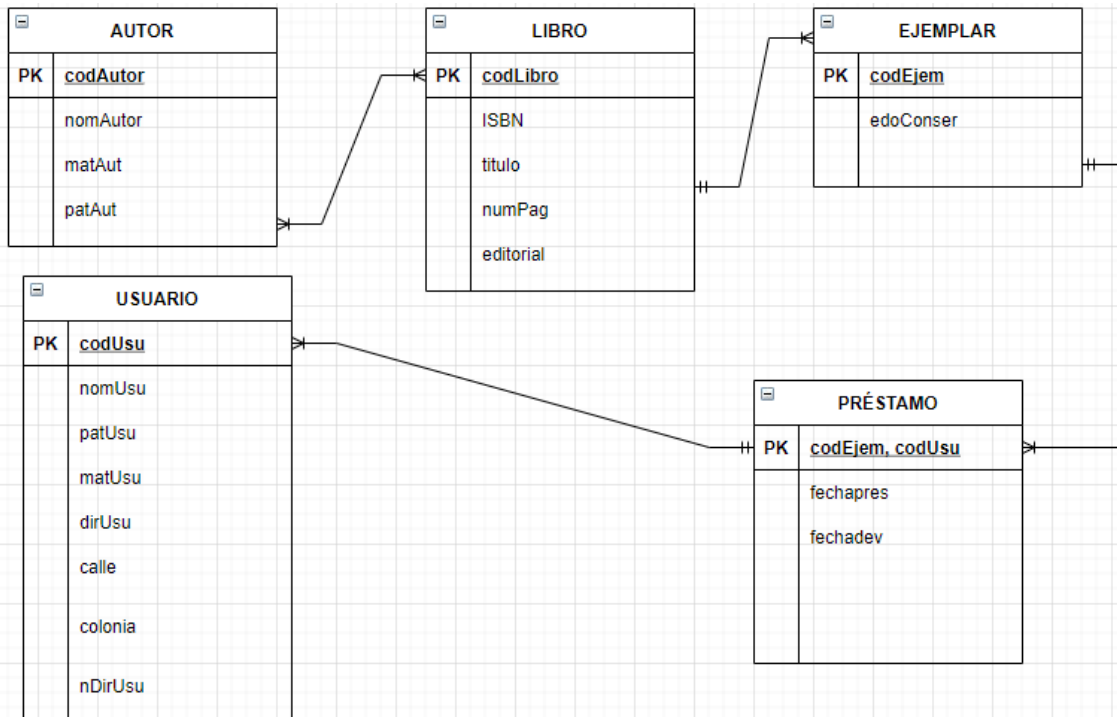 AUTOR
PK codAutor
nomAutor
matAut
patAut
LIBRO
PK codLibro
ISBN
titulo
numPag
editorial
EJEMPLAR
PK codEjem
edoConser
USUARIO
PK codUsu
nomUsu
patUsu
matUsu
dirUsu
calle
colonia
nDirUsu
PRÉSTAMO
PK codEjem, codUsu
fechapres
fechadev